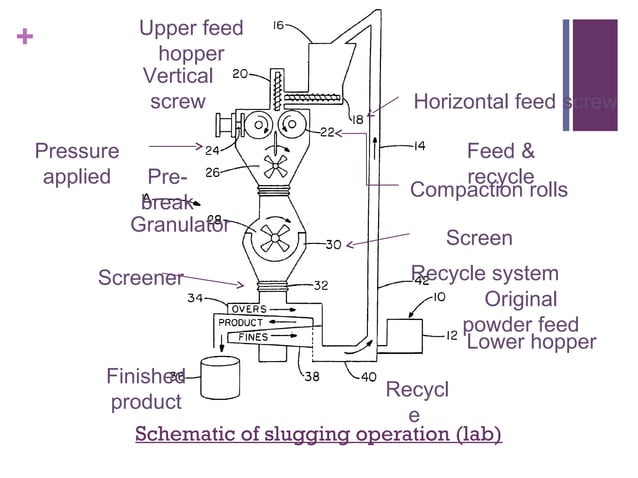 +
Upper feed
hopper
16
Vertical
screw
20
Horizontal feed screw
18
22
24
14
Pressure
applied
Feed &
recycle
26
Pre-
break
Compaction rolls
A
28
Granulator
30
Screen
Screener
32
Recycle system
42
34
10
Original
powder feed
OVERS
PRODUCT
FINES
12
Lower hopper
36
Finished
product
38
40
Recycl
e
Schematic of slugging operation (lab)